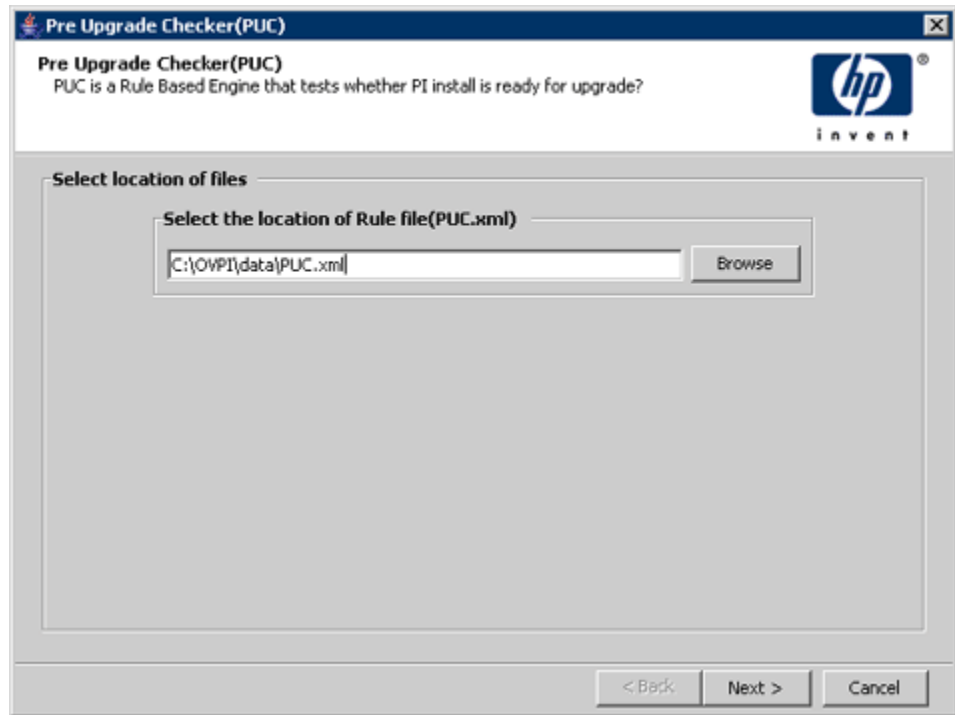 Pre Upgrade Checker(PUC)
Pre Upgrade Checker(PUC)
PUC is a Rule Based Engine that tests whether PI install is ready for upgrade?
hp ®
invent
Select location of files
Select the location of Rule file(PUC.xml)
C:\OVPI\data\PUC.xml
Browse
< Back
Next >
Cancel